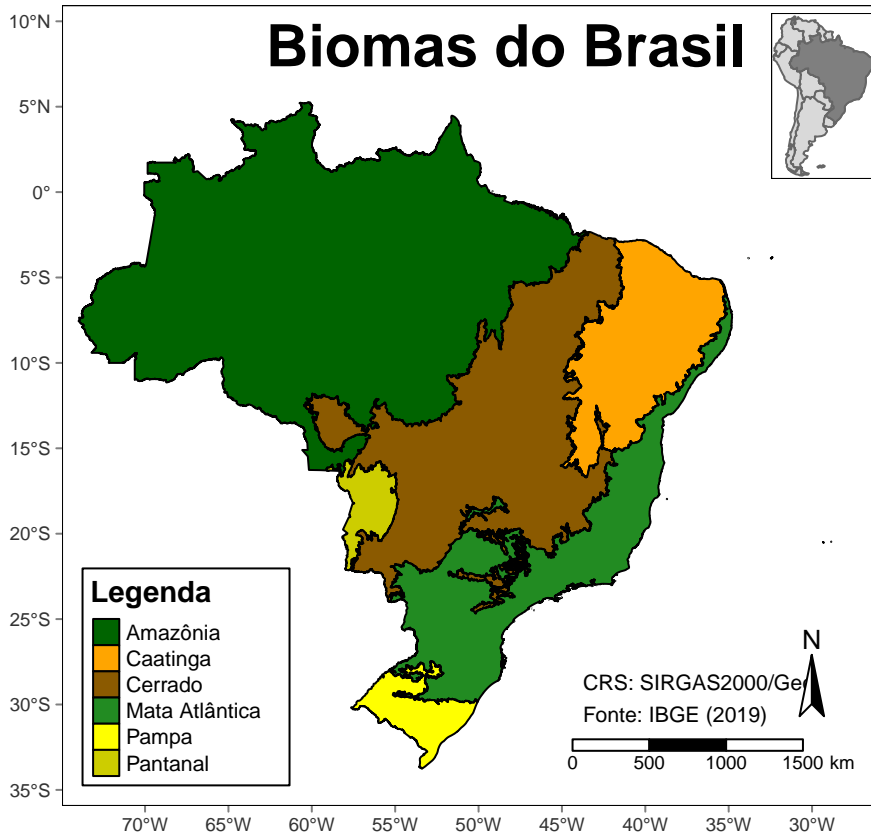 Biomas do Brasil
10°N
5°N
0°
5°S
10°S
15°S
20°S
25°S
30°S
35°S
Legenda
Amazônia
Caatinga
Cerrado
Mata Atlântica
Pampa
Pantanal
N
CRS: SIRGAS2000/Ge
Fonte: IBGE (2019)
0 500 1000 1500 km
70°W 65°W 60°W 55°W 50°W 45°W 40°W 35°W 30°W